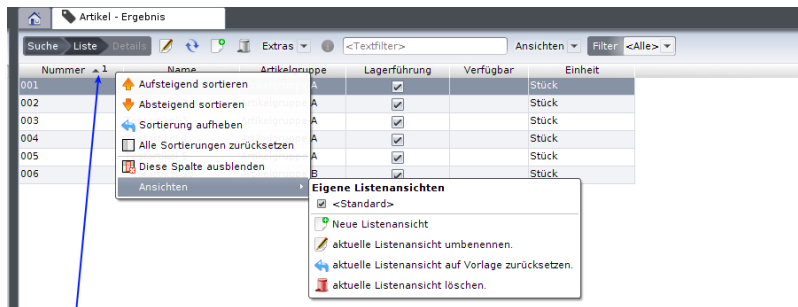 Artikel - Ergebnis
Suche Liste Details Extras <Textfilter> Ansichten Filter <Alle>
Nummer 1 Name Artikelgruppe Lagerführung Verfügbar Einheit
001 A Stück
Aufsteigend sortieren
002 Absteigend sortieren A Stück
003 Sortierung aufheben A Stück
004 Alle Sortierungen zurücksetzen A Stück
005 Diese Spalte ausblenden A Stück
006 B Stück
Ansichten
Eigene Listenansichten
<Standard>
Neue Listenansicht
aktuelle Listenansicht umbenennen.
aktuelle Listenansicht auf Vorlage zurücksetzen.
aktuelle Listenansicht löschen.